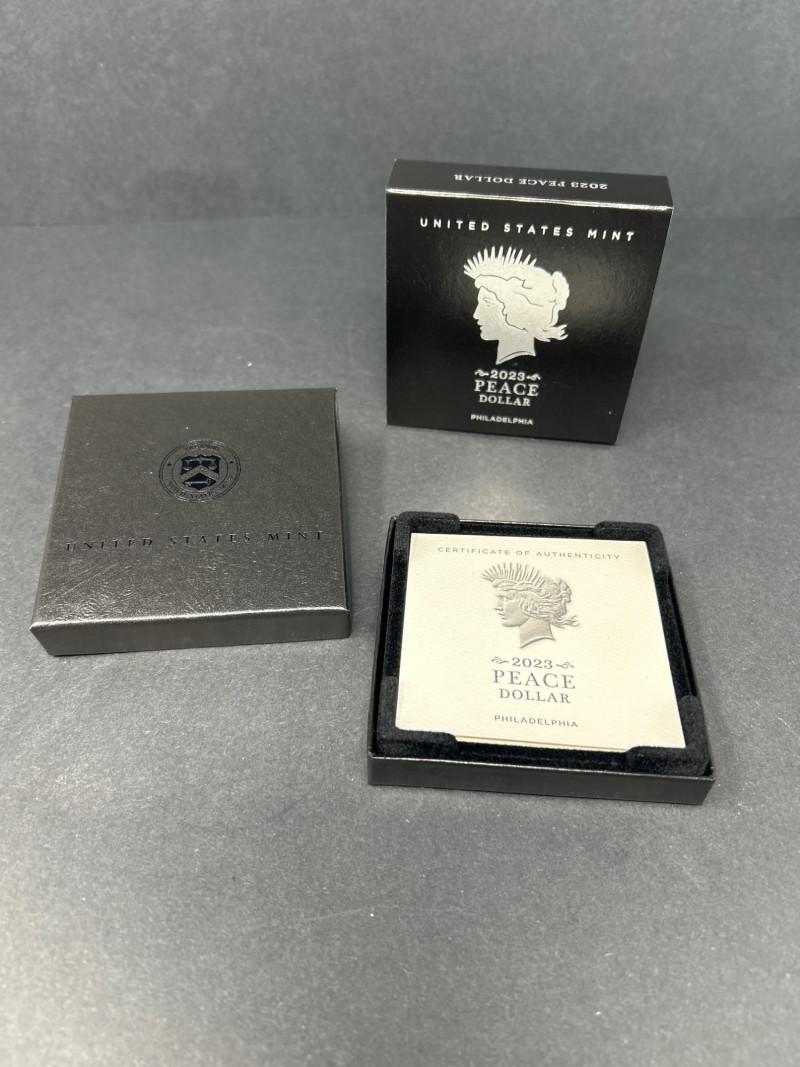 2023 PEACE DOLLAR
UNITED STATES MINT
2023
PEACE
DOLLAR
PHILADELPHIA
UNITED STATES MINT
CERTIFICATE OF AUTHENTICITY
2023
PEACE
DOLLAR
PHILADELPHIA